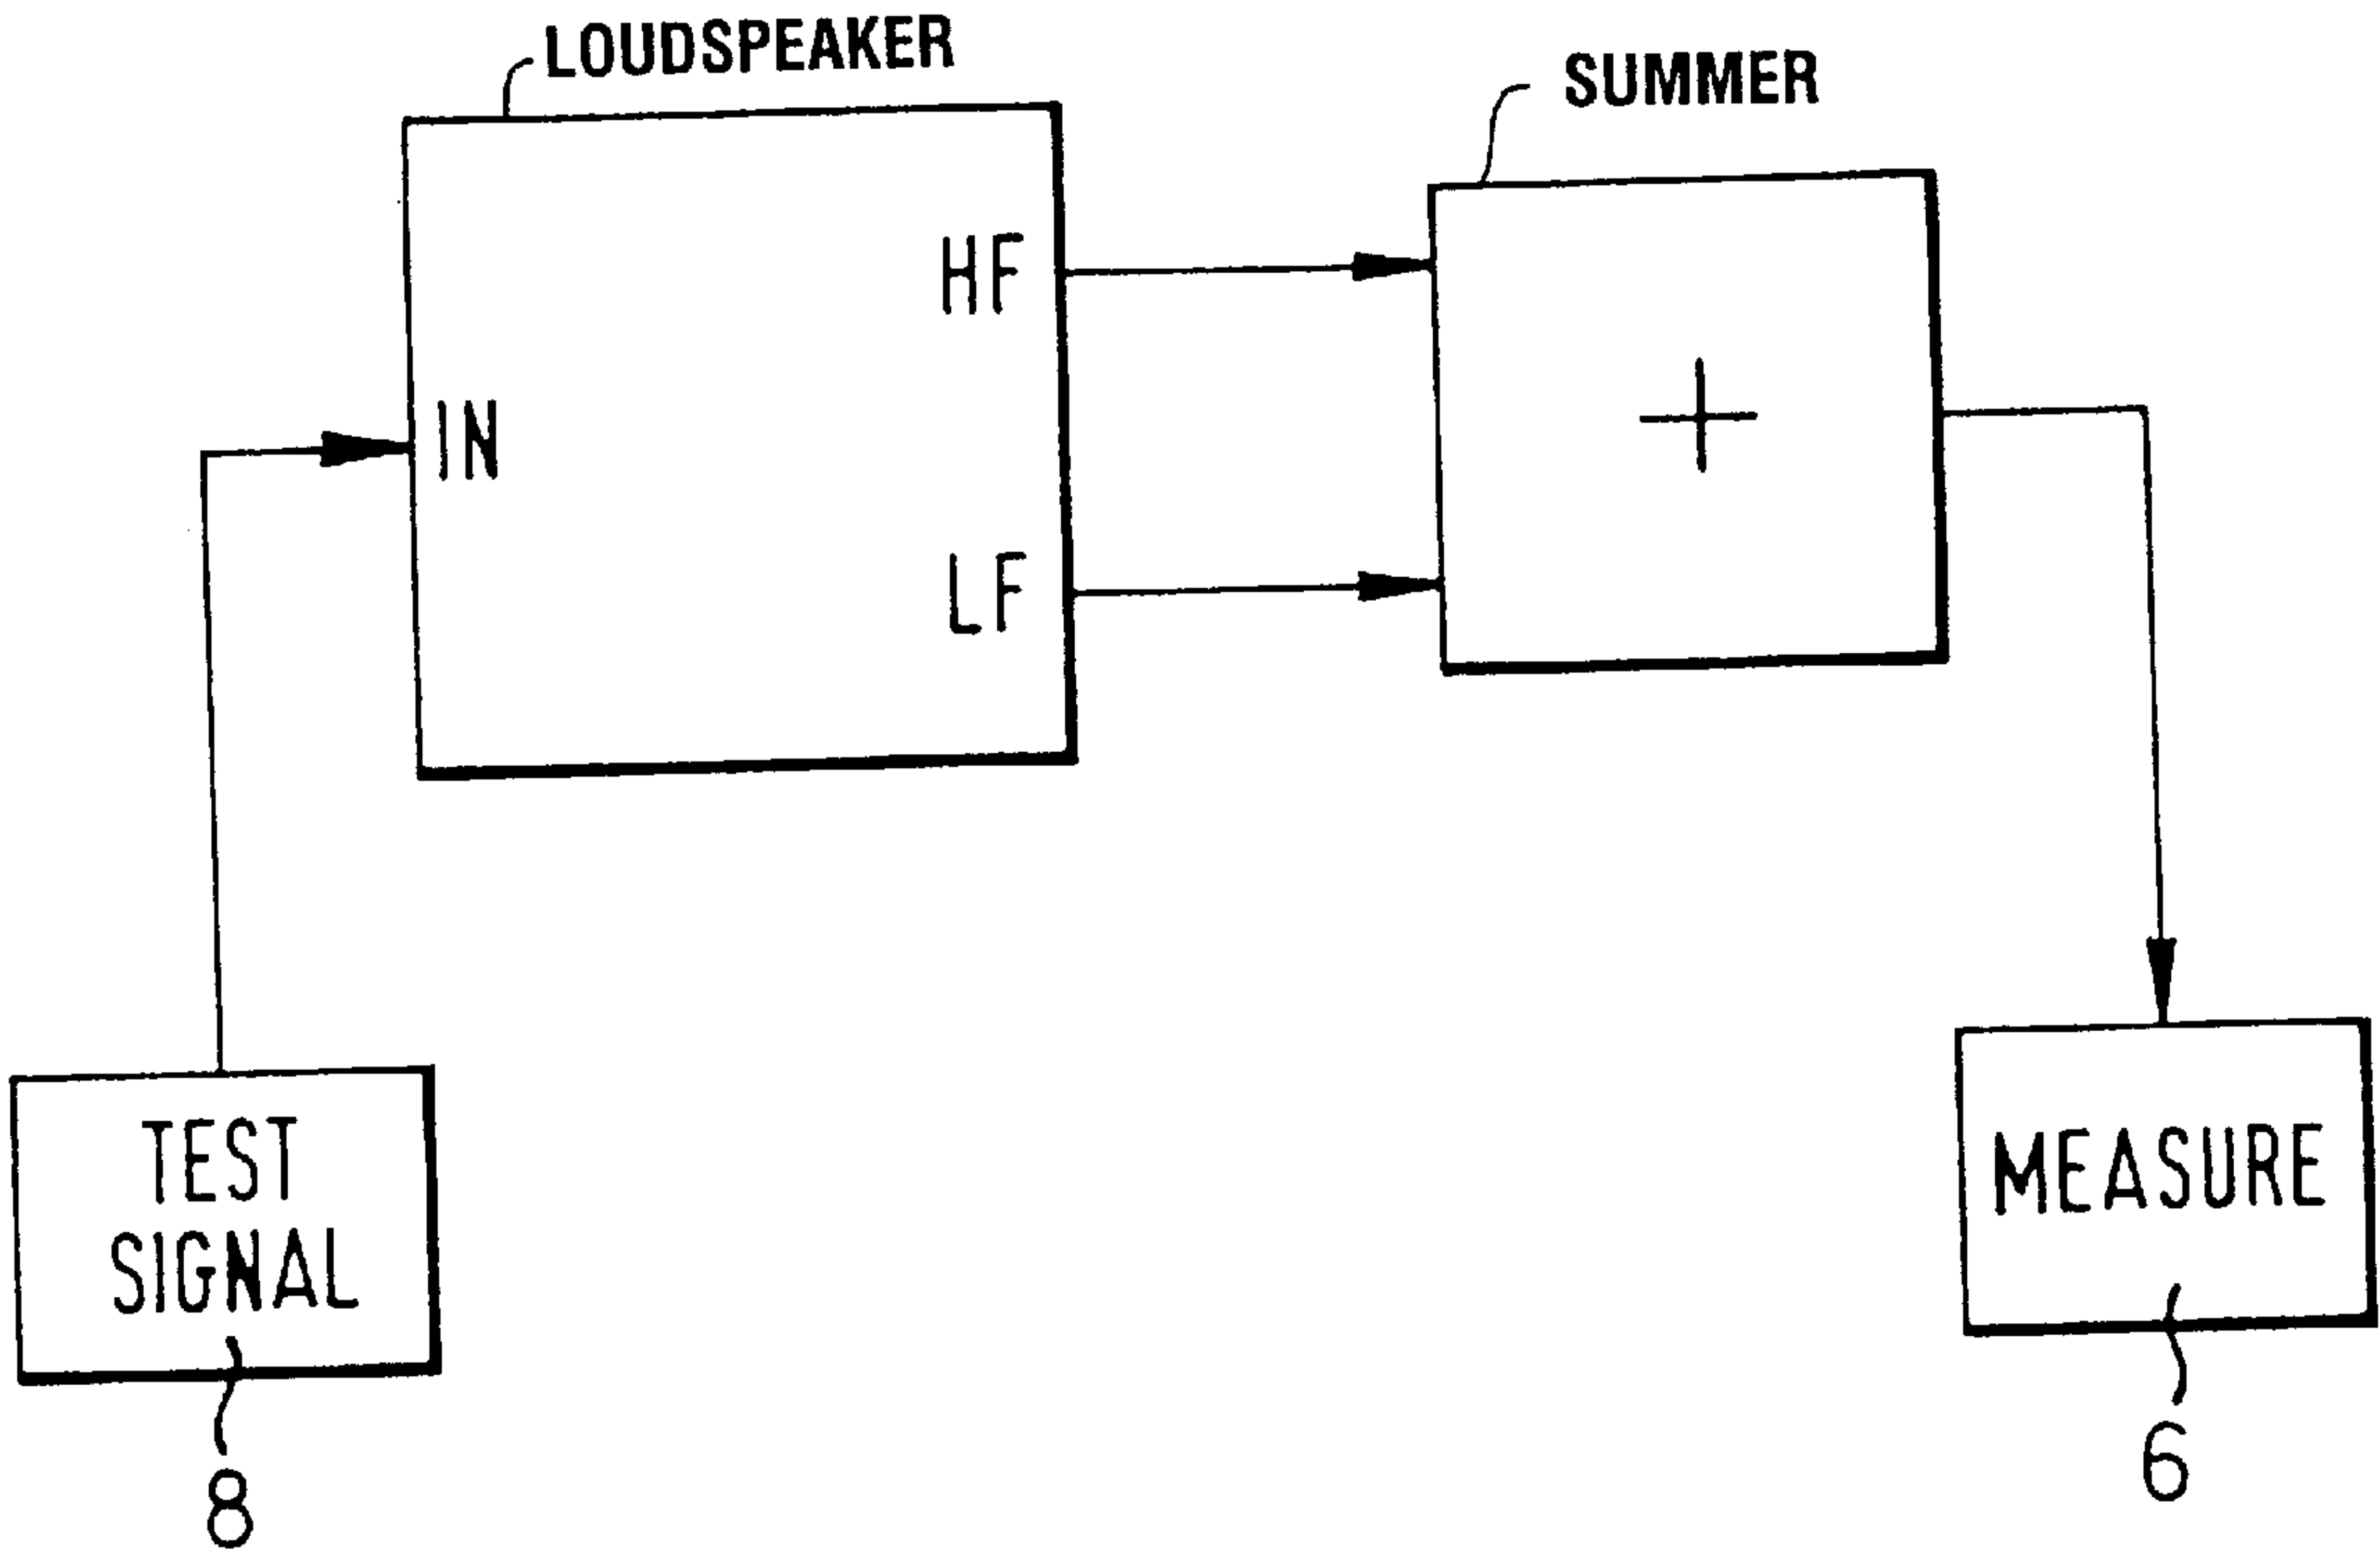 LOUDSPEAKER
SUMMER
HF
IN
+
LF
TEST
SIGNAL
MEASURE
8
6